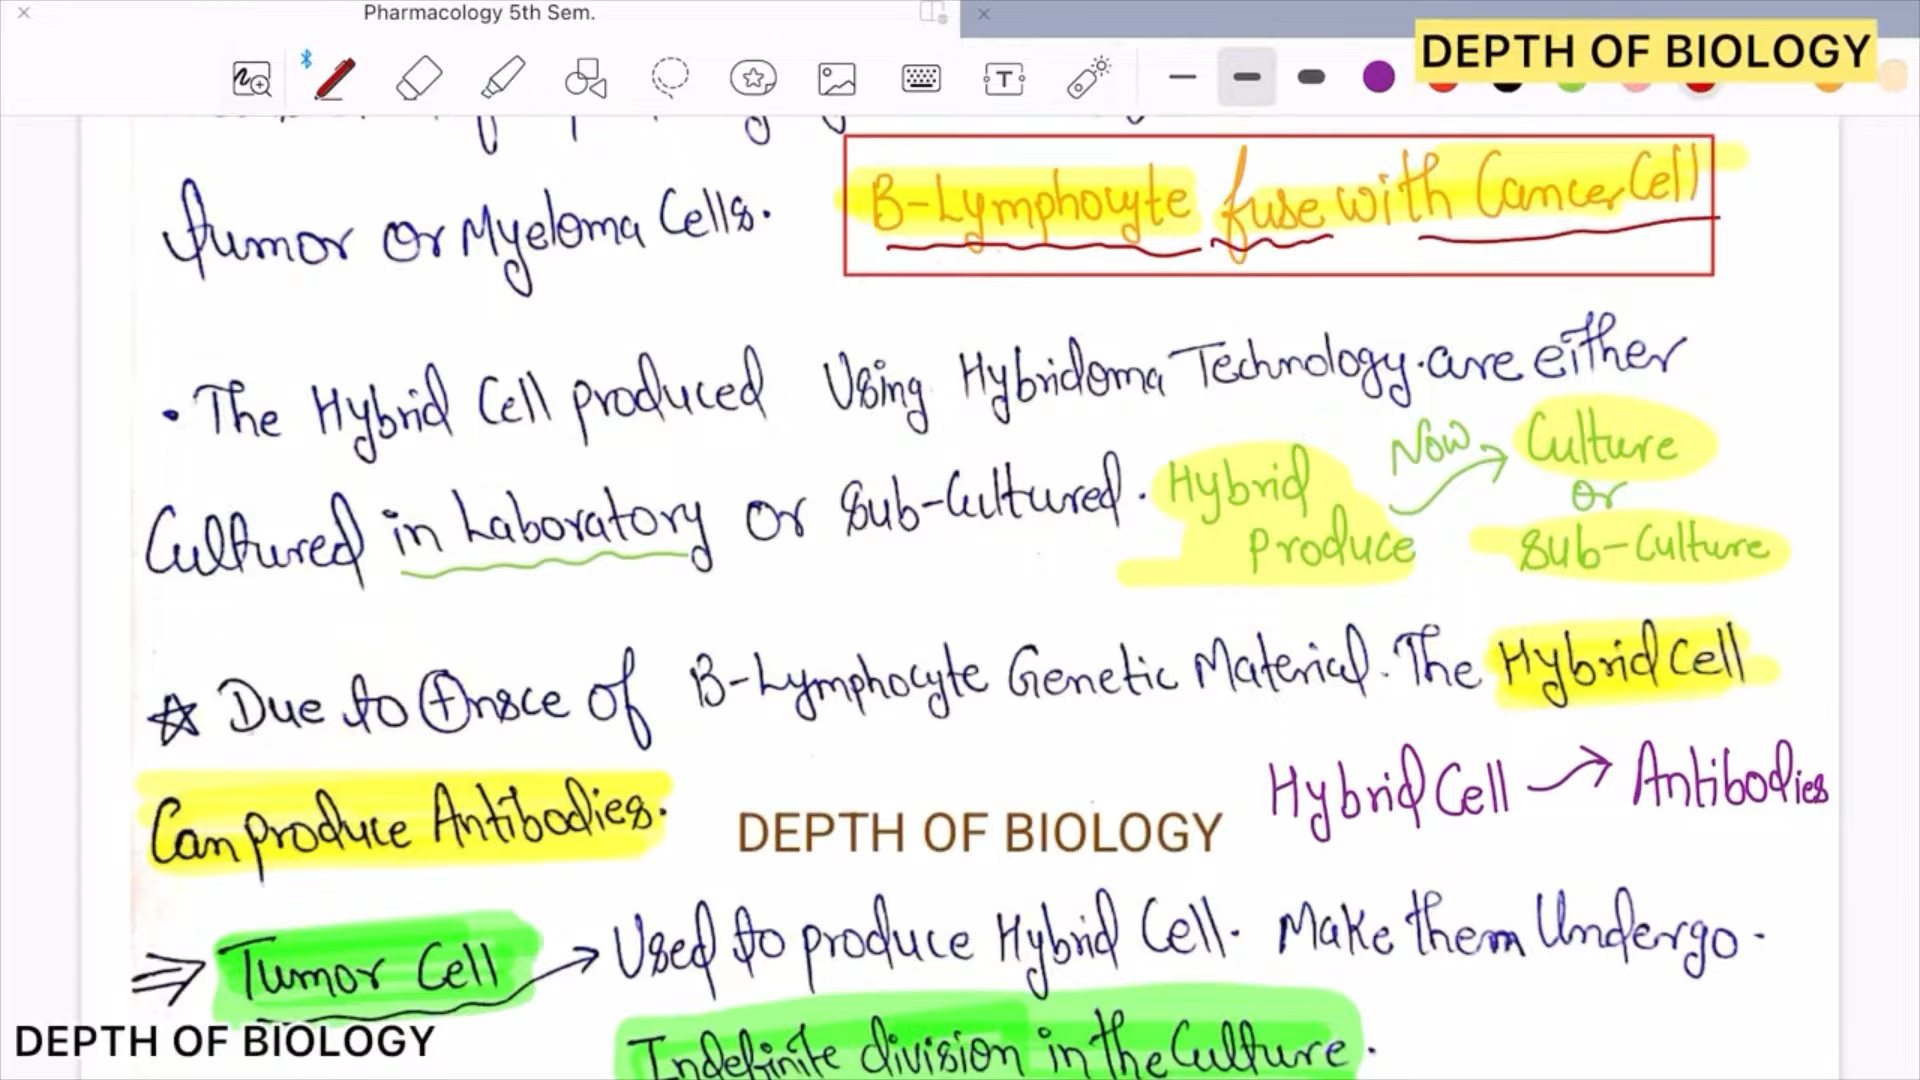 Pharmacology 5th Sem.
DEPTH OF BIOLOGY
Tumor or Myeloma Cells.
B-Lymphocyte fuse with Cancer Cell
• The Hybrid Cell produced Using Hybridoma Technology. are either
Cultured in Laboratory or Sub-Cultured.
Hybrid Produce Now → Culture or Sub-Culture
☆ Due to ⊕nsce of B-Lymphocyte Genetic Material. The Hybrid Cell
Can produce Antibodies.
Hybrid Cell → Antibodies
DEPTH OF BIOLOGY
⇒ Tumor Cell → Used to produce Hybrid Cell. Make them Undergo.
Indefinite division in the Culture.
DEPTH OF BIOLOGY